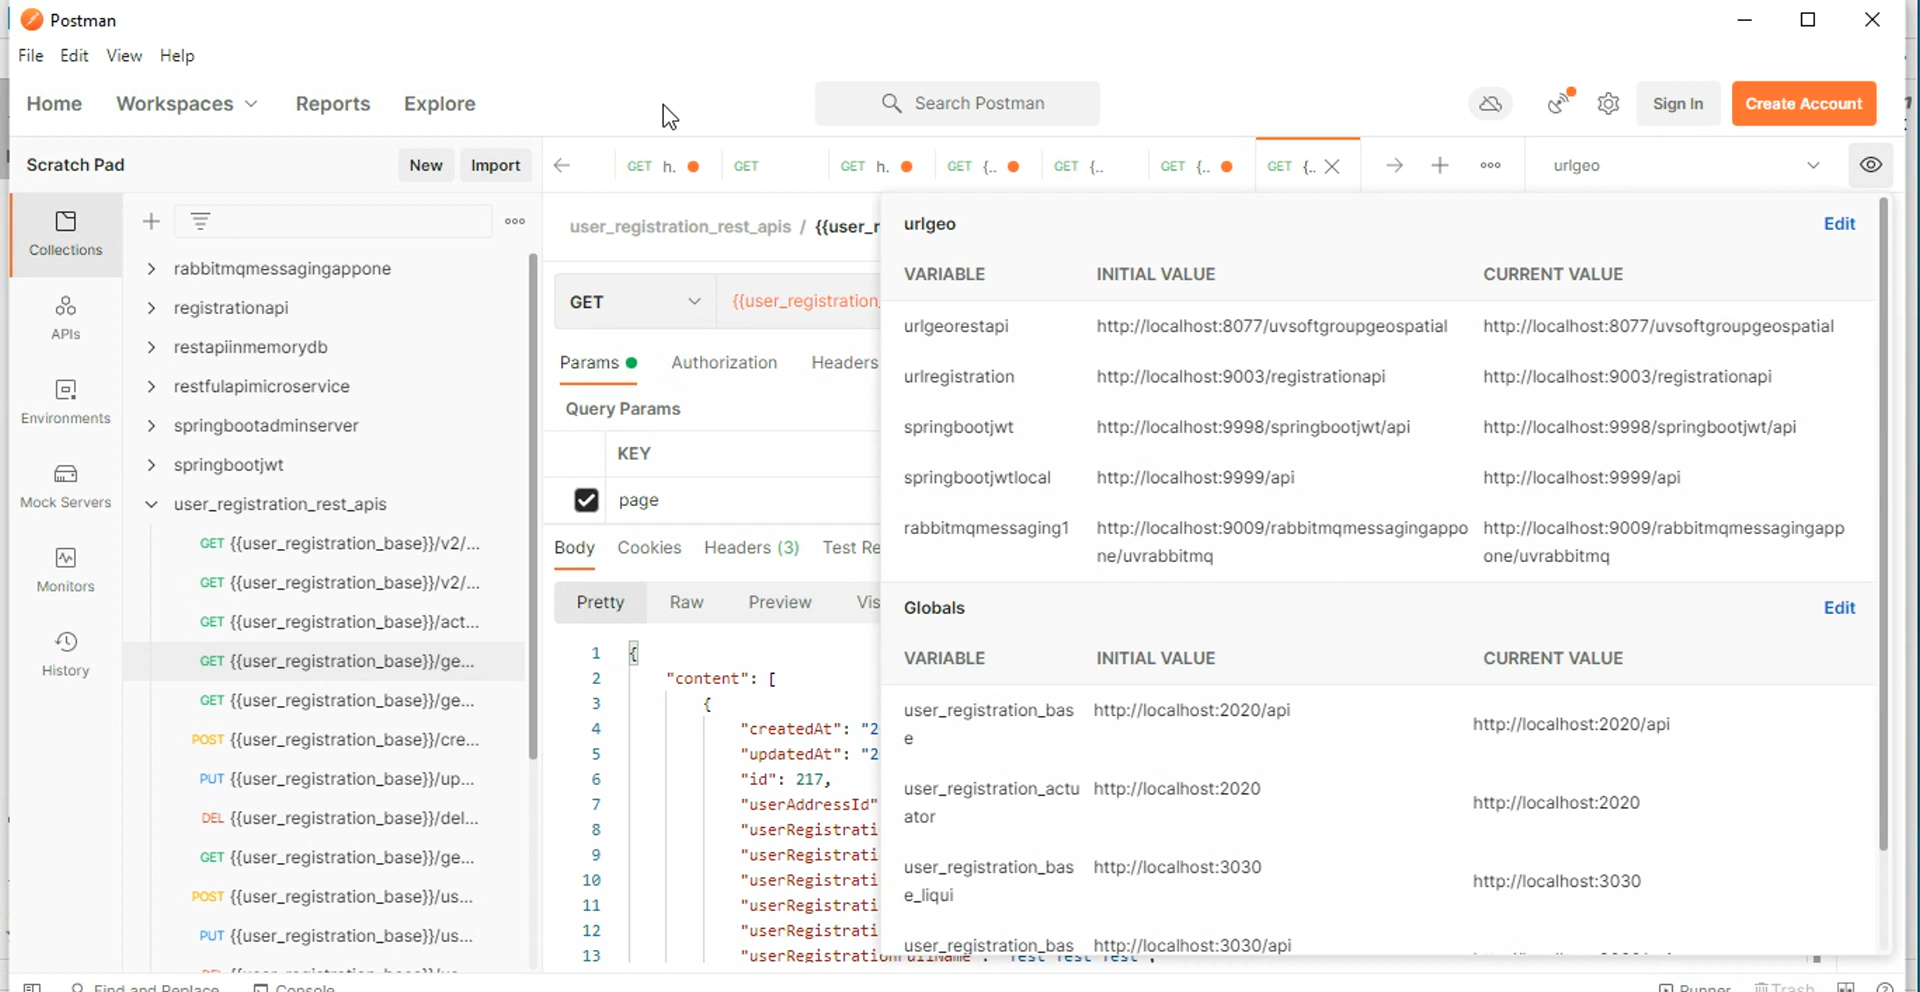 Postman
File Edit View Help
Home Workspaces Reports Explore Search Postman Sign In Create Account
Scratch Pad New Import GET h. GET GET h. GET {.. GET {.. GET {.. GET {.. urlgeo
Collections
APIs
Environments
Mock Servers
Monitors
History
rabbitmqmessagingappone
registrationapi
restapiinmemorydb
restfulapimicroservice
springbootadminserver
springbootjwt
user_registration_rest_apis
GET {{user_registration_base}}/v2/...
GET {{user_registration_base}}/v2/...
GET {{user_registration_base}}/act...
GET {{user_registration_base}}/ge...
GET {{user_registration_base}}/ge...
POST {{user_registration_base}}/cre...
PUT {{user_registration_base}}/up...
DEL {{user_registration_base}}/del...
GET {{user_registration_base}}/ge...
POST {{user_registration_base}}/us...
PUT {{user_registration_base}}/us...
user_registration_rest_apis / {{user_r
GET {{user_registration_
Params Authorization Headers
Query Params
KEY
page
Body Cookies Headers (3) Test Re
Pretty Raw Preview Vis
1 {
2 "content": [
3 {
4 "createdAt": "2
5 "updatedAt": "2
6 "id": 217,
7 "userAddressId"
8 "userRegistrati
9 "userRegistrati
10 "userRegistrati
11 "userRegistrati
12 "userRegistrati
13
urlgeo Edit
VARIABLE INITIAL VALUE CURRENT VALUE
urlgeorestapi http://localhost:8077/uvsoftgroupgeospatial http://localhost:8077/uvsoftgroupgeospatial
urlregistration http://localhost:9003/registrationapi http://localhost:9003/registrationapi
springbootjwt http://localhost:9998/springbootjwt/api http://localhost:9998/springbootjwt/api
springbootjwtlocal http://localhost:9999/api http://localhost:9999/api
rabbitmqmessaging1 http://localhost:9009/rabbitmqmessagingappo http://localhost:9009/rabbitmqmessagingapp
ne/uvrabbitmq one/uvrabbitmq
Globals Edit
VARIABLE INITIAL VALUE CURRENT VALUE
user_registration_bas http://localhost:2020/api http://localhost:2020/api
e
user_registration_actu http://localhost:2020 http://localhost:2020
ator
user_registration_bas http://localhost:3030 http://localhost:3030
e_liqui
user_registration_bas http://localhost:3030/api
Find and Replace Console Runner Trash